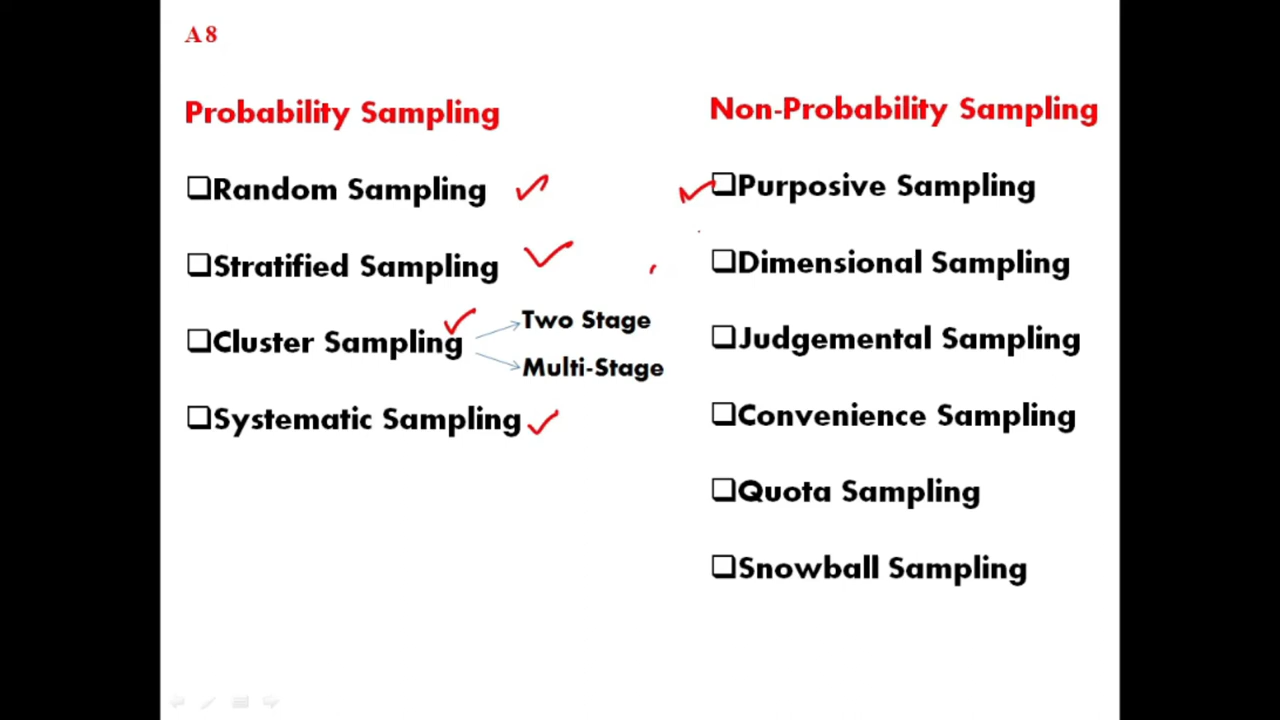 A 8
Probability Sampling
Random Sampling
Stratified Sampling
Cluster Sampling
Two Stage
Multi-Stage
Systematic Sampling
Non-Probability Sampling
Purposive Sampling
Dimensional Sampling
Judgemental Sampling
Convenience Sampling
Quota Sampling
Snowball Sampling